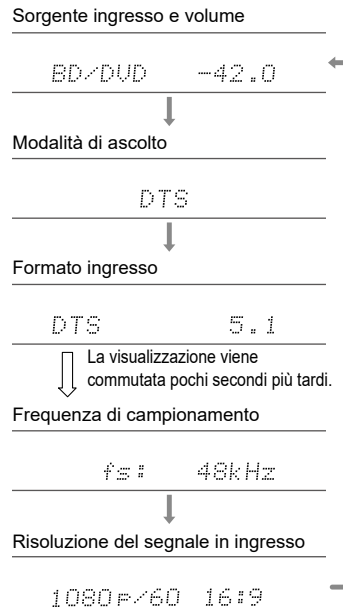 Sorgente ingresso e volume
BD/DVD -42.0
Modalità di ascolto
DTS
Formato ingresso
DTS 5.1
La visualizzazione viene
commutata pochi secondi più tardi.
Frequenza di campionamento
fs: 48kHz
Risoluzione del segnale in ingresso
1080p/60 16:9